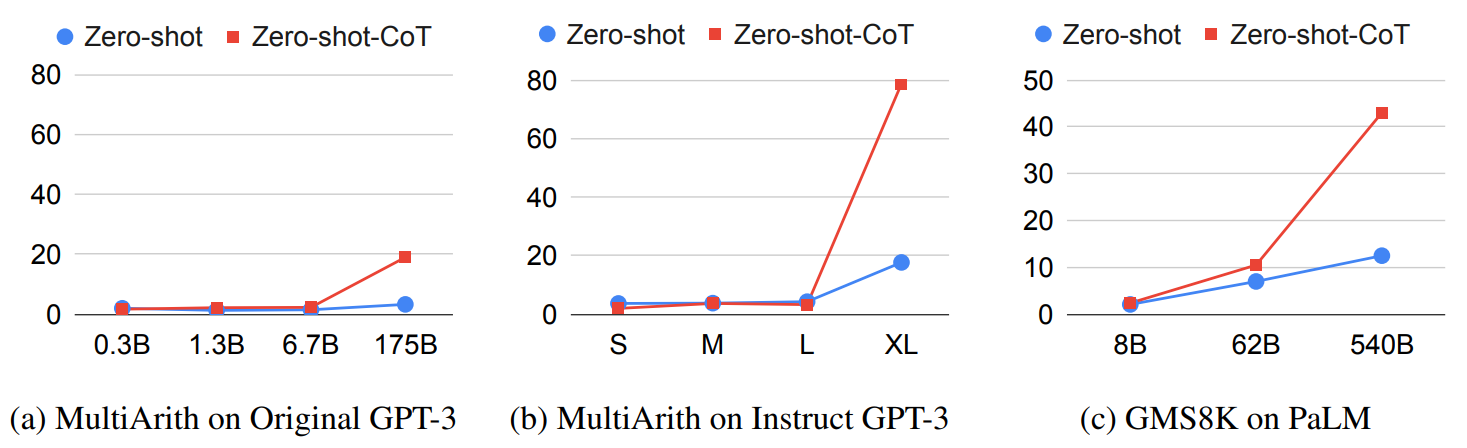 Zero-shot Zero-shot-CoT
80
60
40
20
0
0.3B 1.3B 6.7B 175B
(a) MultiArith on Original GPT-3
Zero-shot Zero-shot-CoT
80
60
40
20
0
S M L XL
(b) MultiArith on Instruct GPT-3
Zero-shot Zero-shot-CoT
50
40
30
20
10
0
8B 62B 540B
(c) GMS8K on PaLM